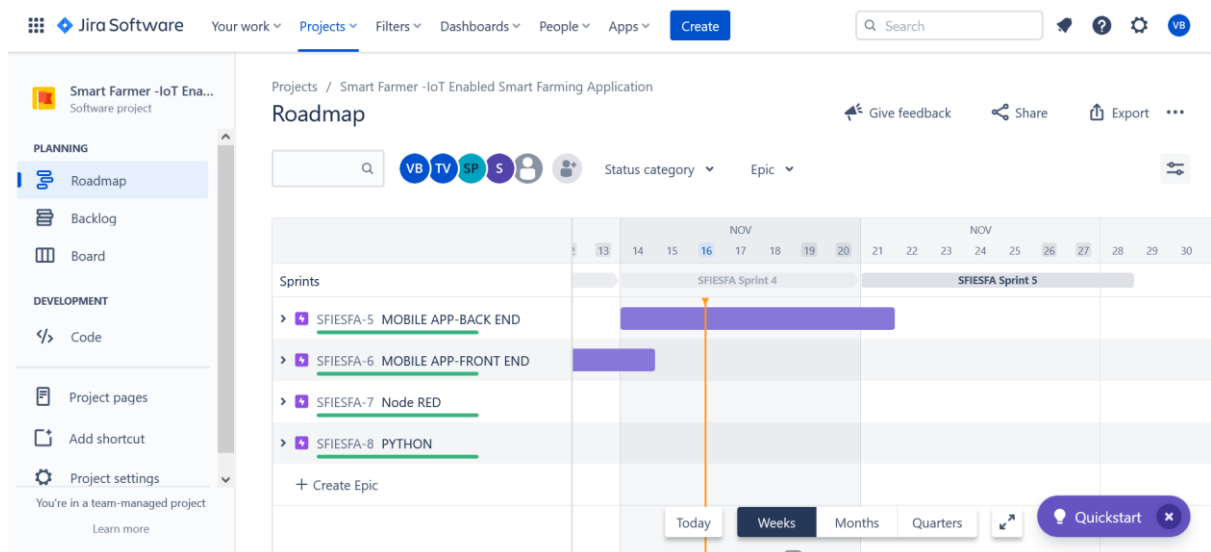 Jira Software Your work Projects Filters Dashboards People Apps Create Search VB
Smart Farmer -IoT Ena...
Software project
PLANNING
Roadmap
Backlog
Board
DEVELOPMENT
Code
Project pages
Add shortcut
Project settings
You're in a team-managed project
Learn more
Projects / Smart Farmer -IoT Enabled Smart Farming Application
Roadmap Give feedback Share Export
VB TV SP S Status category Epic
NOV NOV
13 14 15 16 17 18 19 20 21 22 23 24 25 26 27 28 29 30
Sprints SFIESFA Sprint 4 SFIESFA Sprint 5
SFIESFA-5 MOBILE APP-BACK END
SFIESFA-6 MOBILE APP-FRONT END
SFIESFA-7 Node RED
SFIESFA-8 PYTHON
+ Create Epic
Today Weeks Months Quarters Quickstart